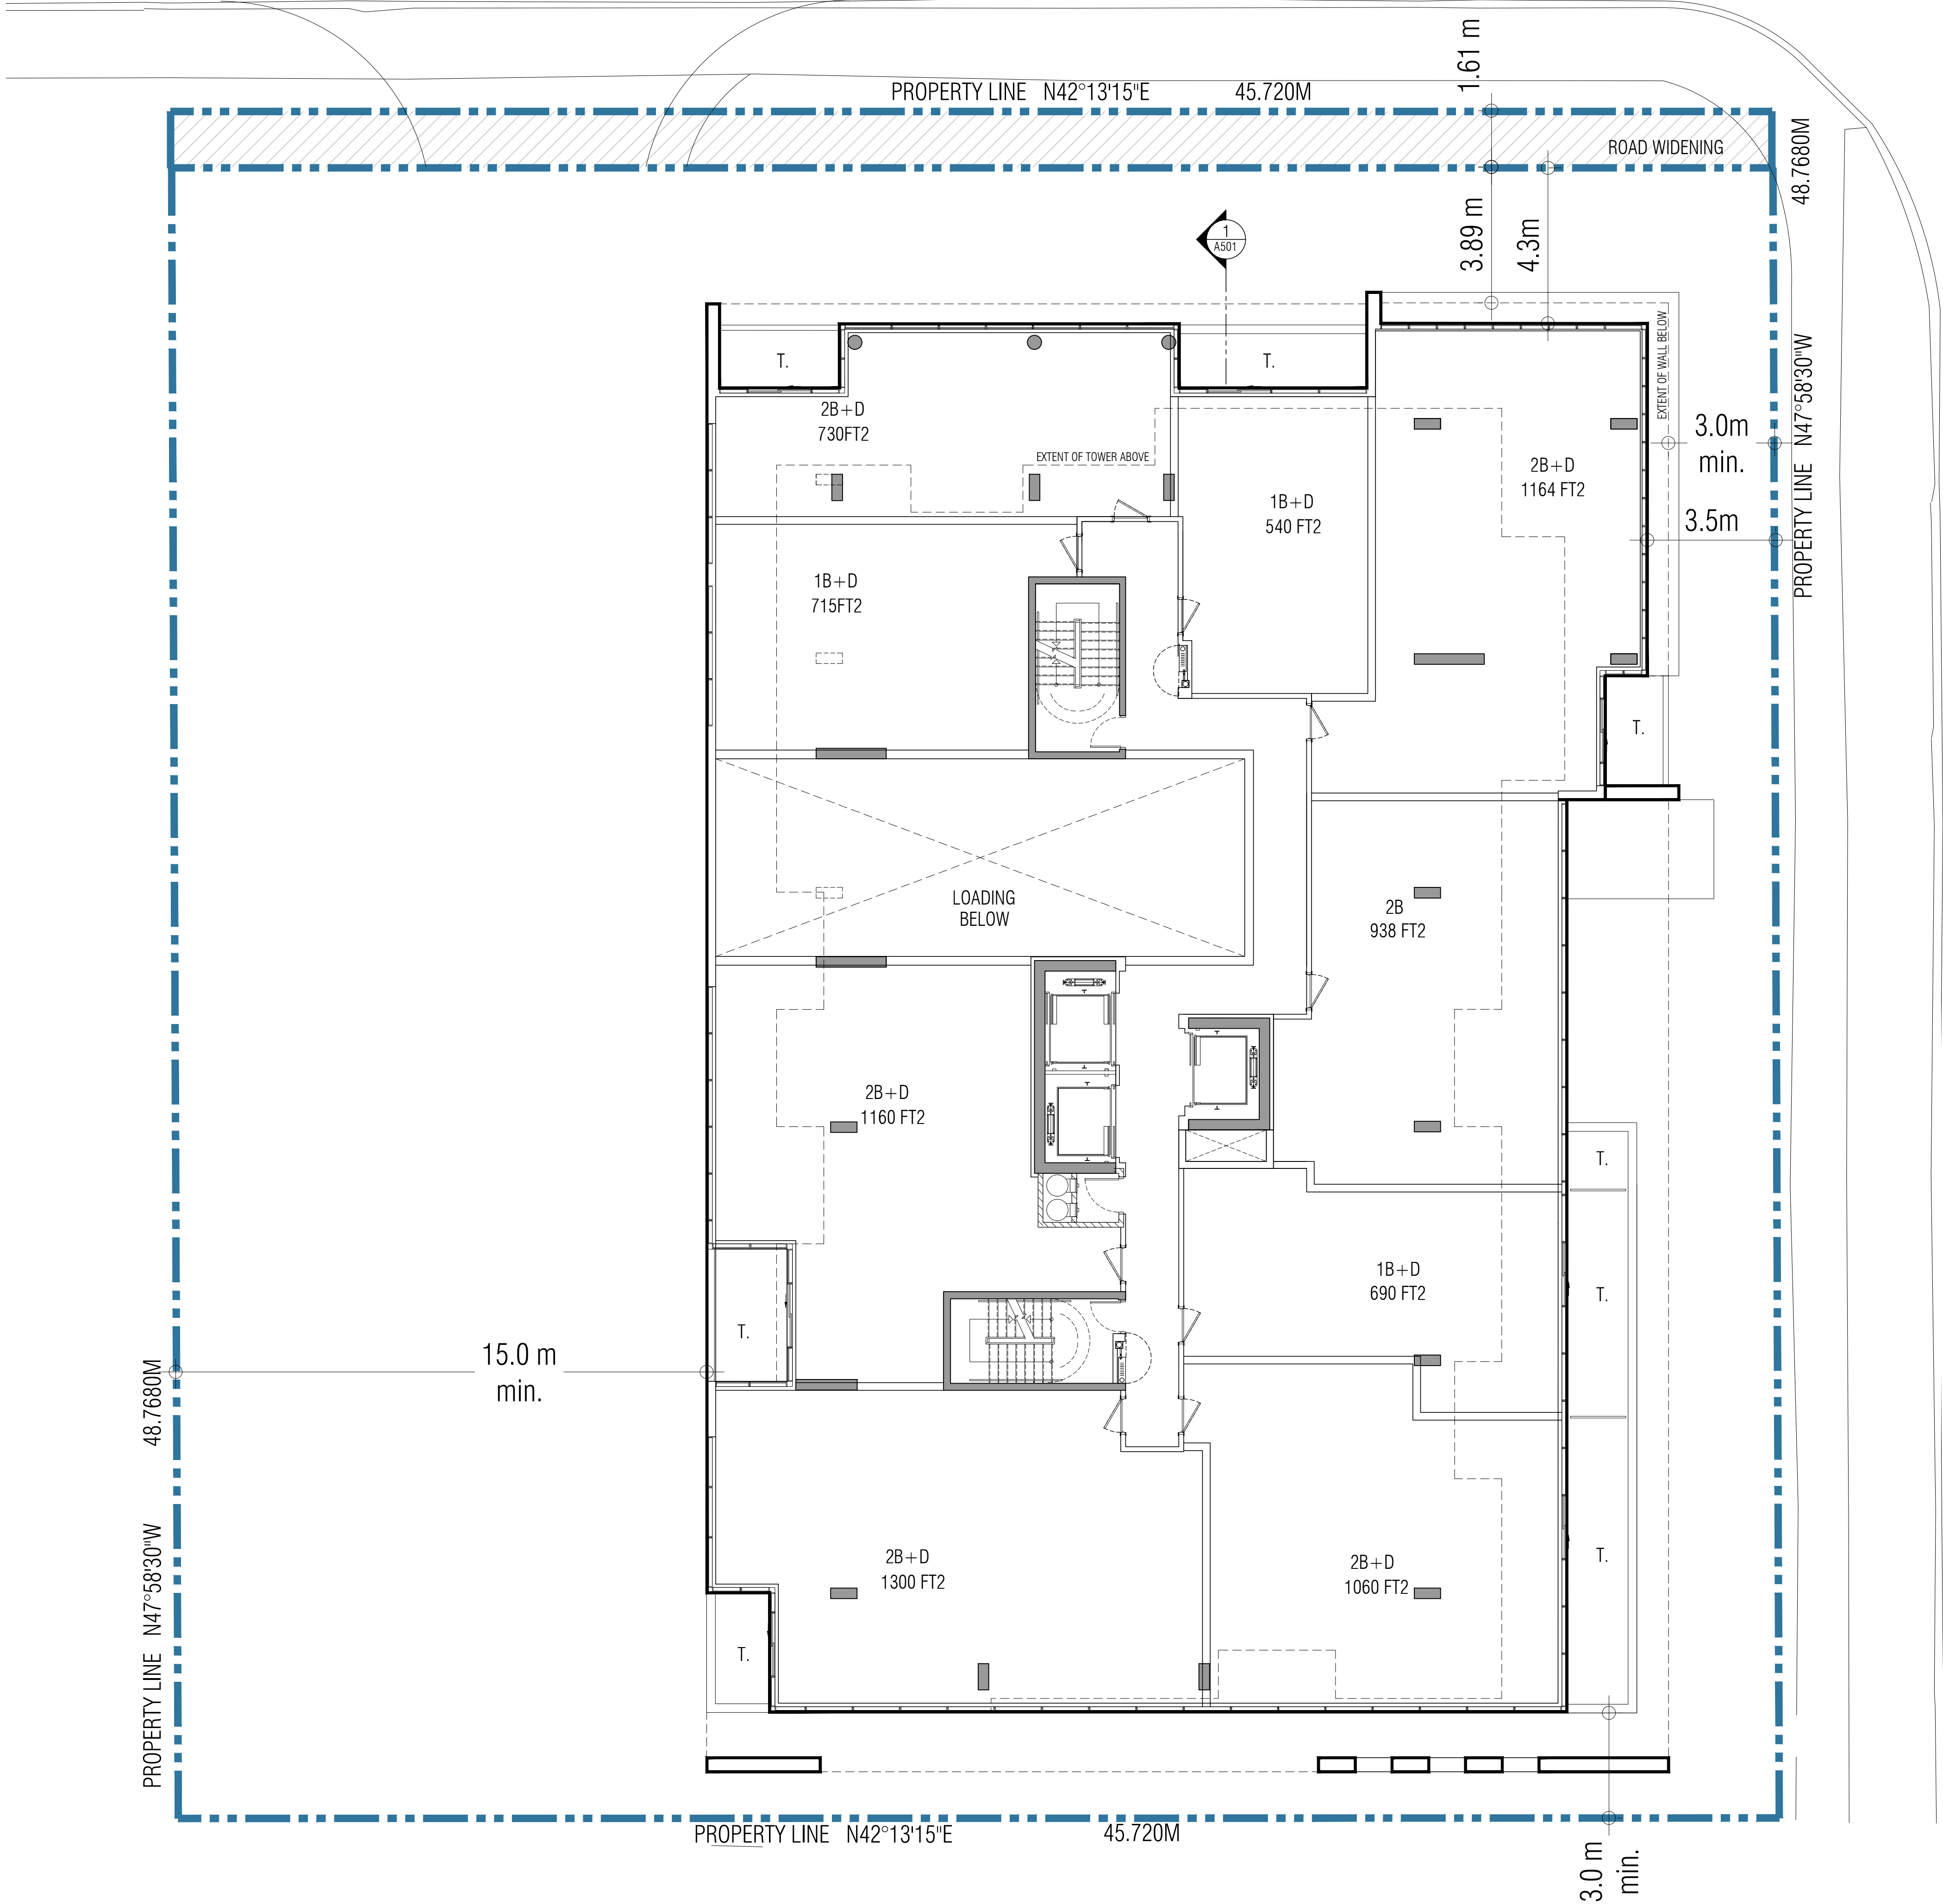 1.61 m
PROPERTY LINE N42°13'15"E 45.720M
ROAD WIDENING
48.7680M
3.89 m
4.3m
1
A501
EXTENT OF WALL BELOW
PROPERTY LINE N47°58'30"W
T.
T.
2B+D
730FT2
3.0m
min.
EXTENT OF TOWER ABOVE
2B+D
1164 FT2
1B+D
540 FT2
3.5m
1B+D
715FT2
T.
LOADING
BELOW
2B
938 FT2
2B+D
1160 FT2
T.
1B+D
690 FT2
T.
T.
15.0 m
min.
48.7680M
PROPERTY LINE N47°58'30"W
2B+D
1300 FT2
2B+D
1060 FT2
T.
T.
PROPERTY LINE N42°13'15"E 45.720M
3.0 m
min.